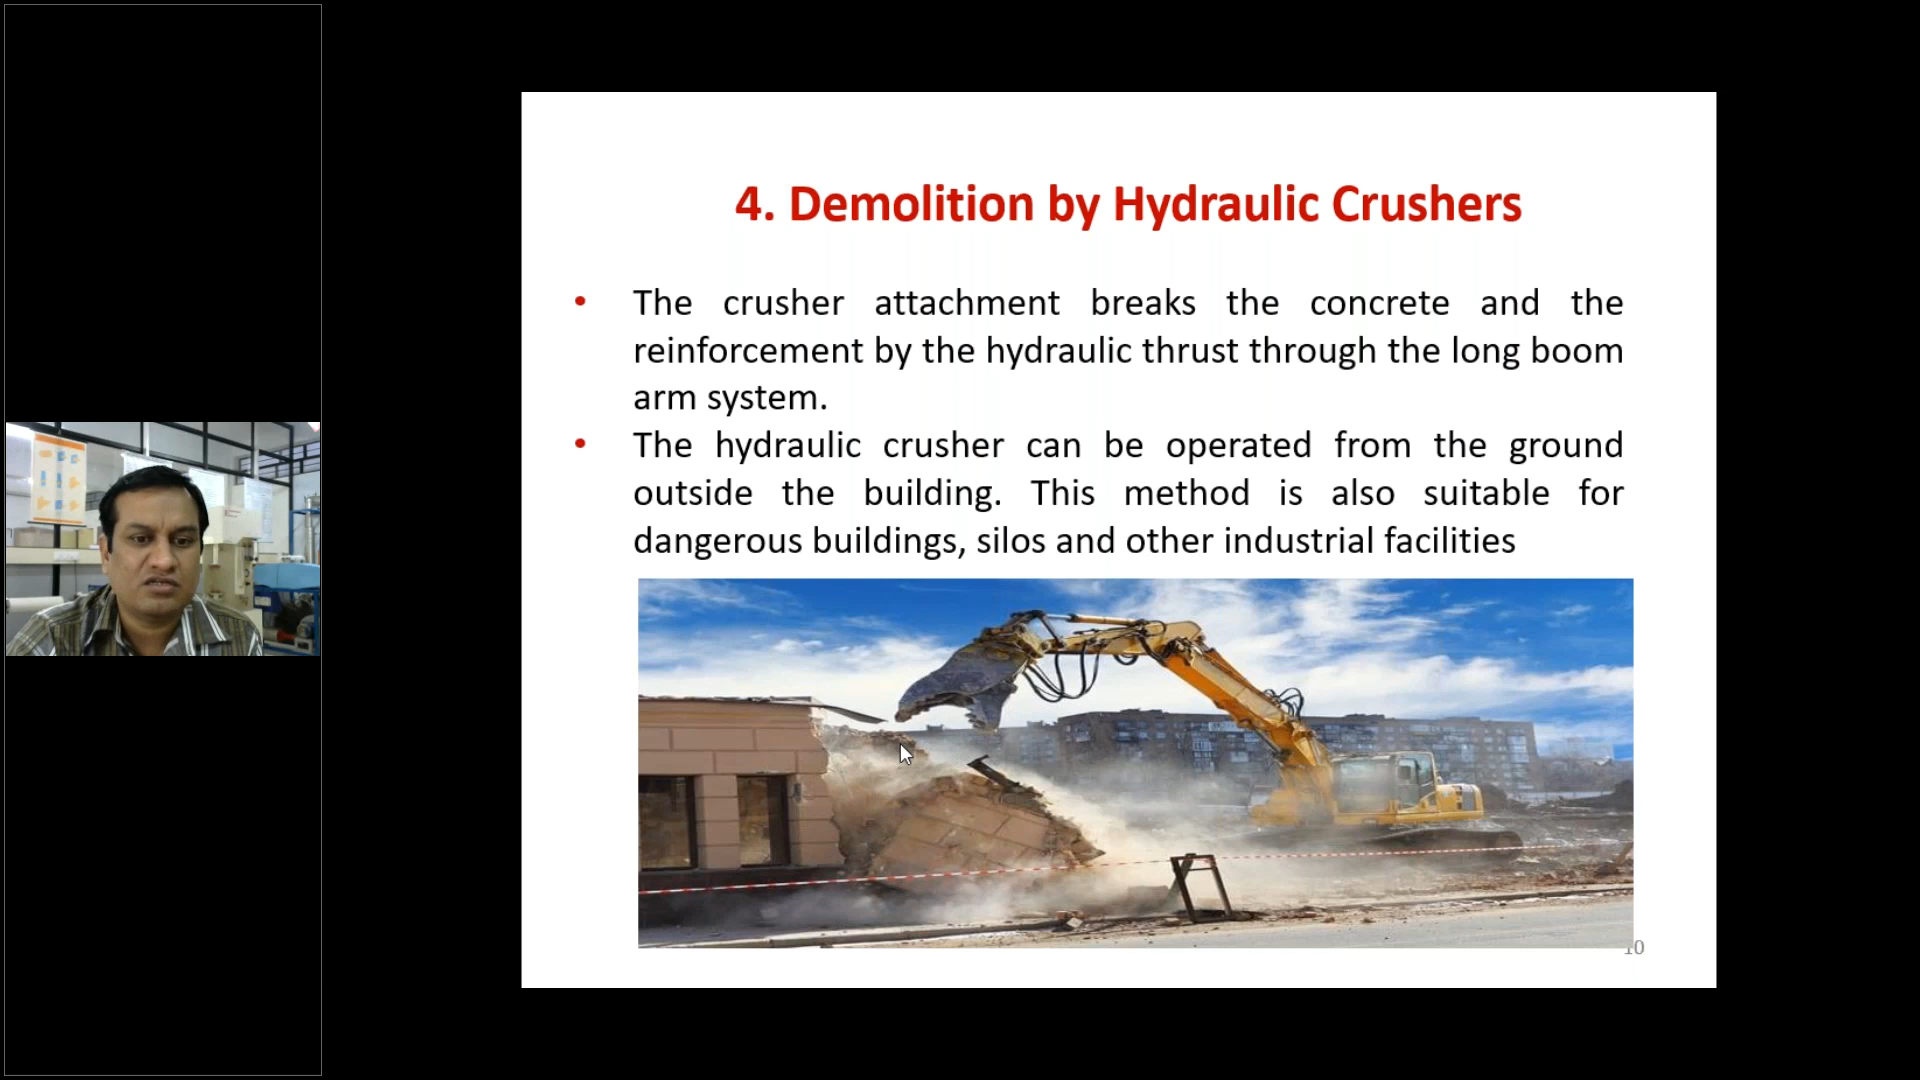 4. Demolition by Hydraulic Crushers
• The crusher attachment breaks the concrete and the
reinforcement by the hydraulic thrust through the long boom
arm system.
• The hydraulic crusher can be operated from the ground
outside the building. This method is also suitable for
dangerous buildings, silos and other industrial facilities
10